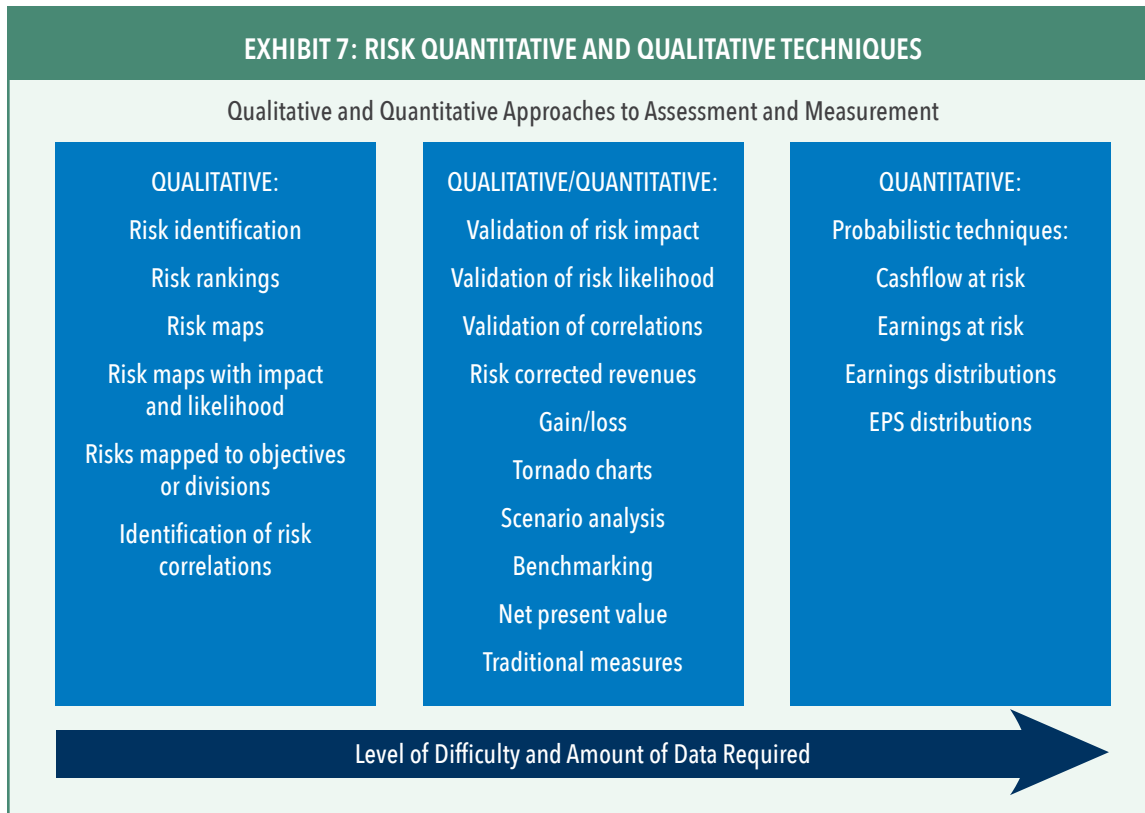 EXHIBIT 7: RISK QUANTITATIVE AND QUALITATIVE TECHNIQUES
Qualitative and Quantitative Approaches to Assessment and Measurement
QUALITATIVE:
Risk identification
Risk rankings
Risk maps
Risk maps with impact
and likelihood
Risks mapped to objectives
or divisions
Identification of risk
correlations
QUALITATIVE/QUANTITATIVE:
Validation of risk impact
Validation of risk likelihood
Validation of correlations
Risk corrected revenues
Gain/loss
Tornado charts
Scenario analysis
Benchmarking
Net present value
Traditional measures
QUANTITATIVE:
Probabilistic techniques:
Cashflow at risk
Earnings at risk
Earnings distributions
EPS distributions
Level of Difficulty and Amount of Data Required